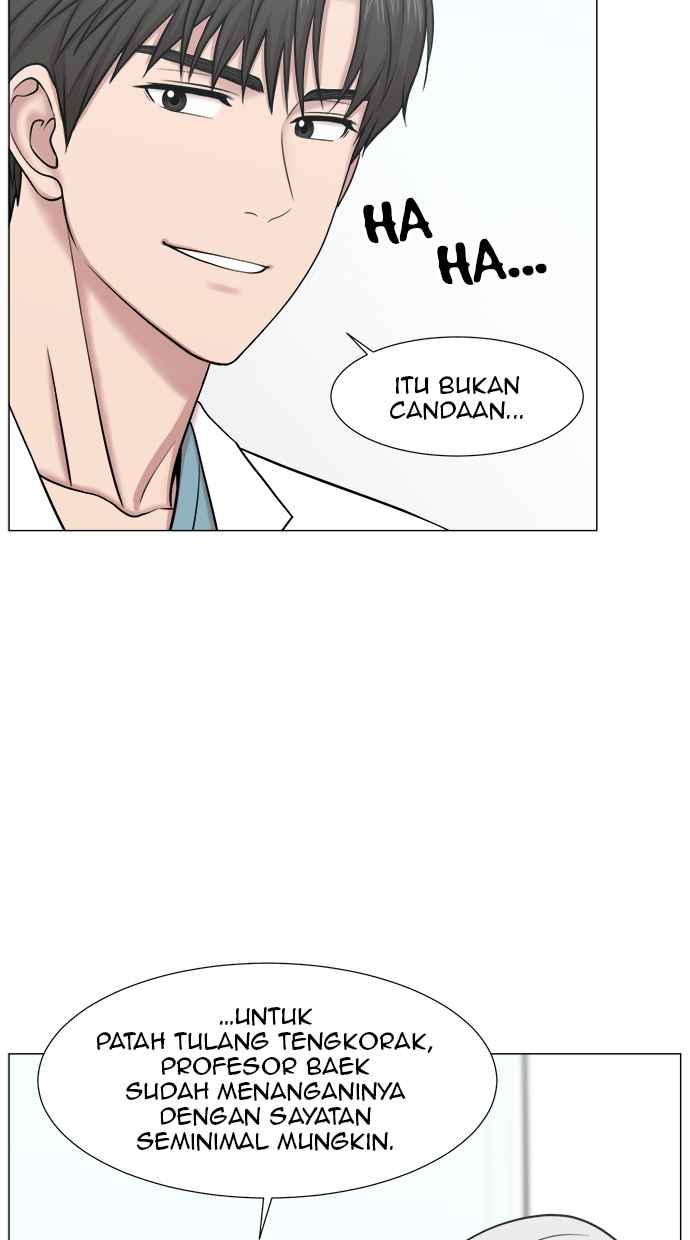 HA
HA...
ITU BUKAN
CANDAAN...
...UNTUK
PATAH TULANG TENGKORAK,
PROFESOR BAEK
SUDAH MENANGANINYA
DENGAN SAYATAN
SEMINIMAL MUNGKIN.